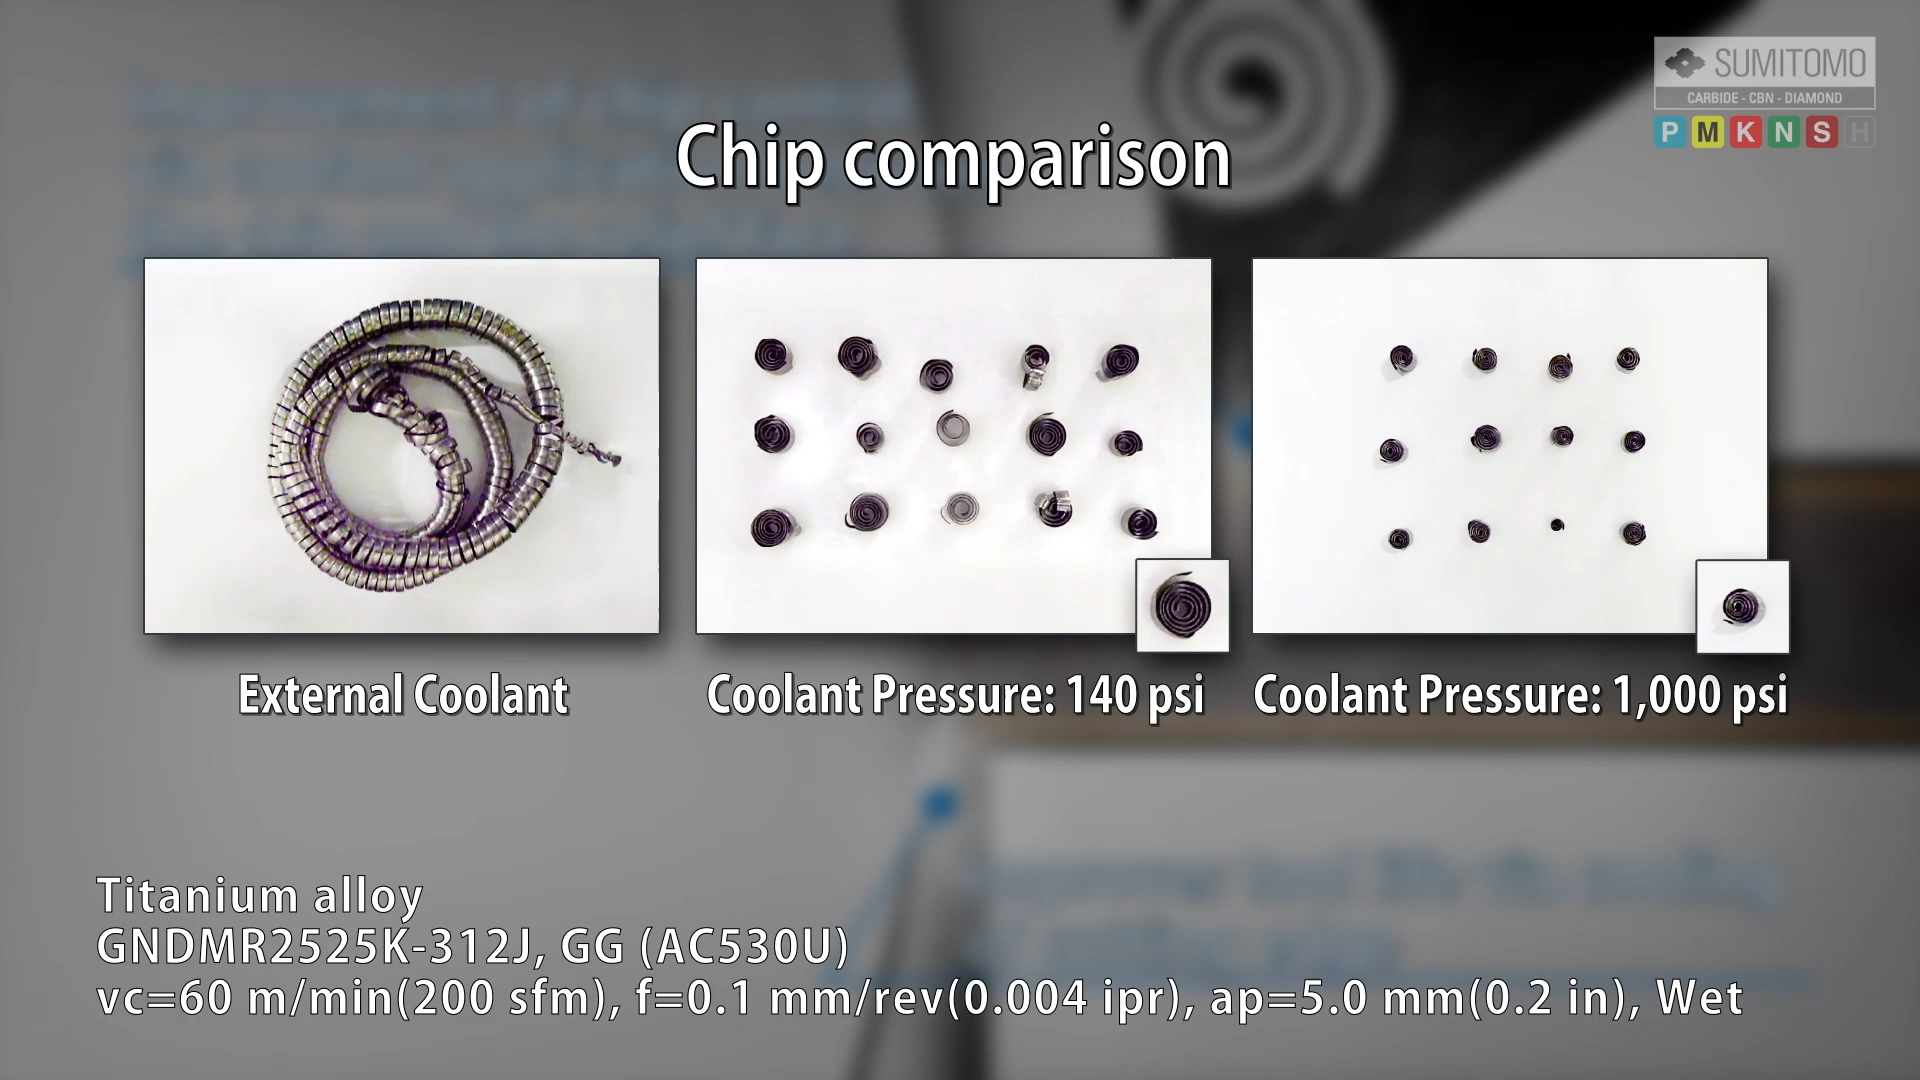 SUMITOMO
CARBIDE - CBN - DIAMOND
P M K N S H
Chip comparison
External Coolant
Coolant Pressure: 140 psi
Coolant Pressure: 1,000 psi
Titanium alloy
GNDMR2525K-312J, GG (AC530U)
vc=60 m/min(200 sfm), f=0.1 mm/rev(0.004 ipr), ap=5.0 mm(0.2 in), Wet